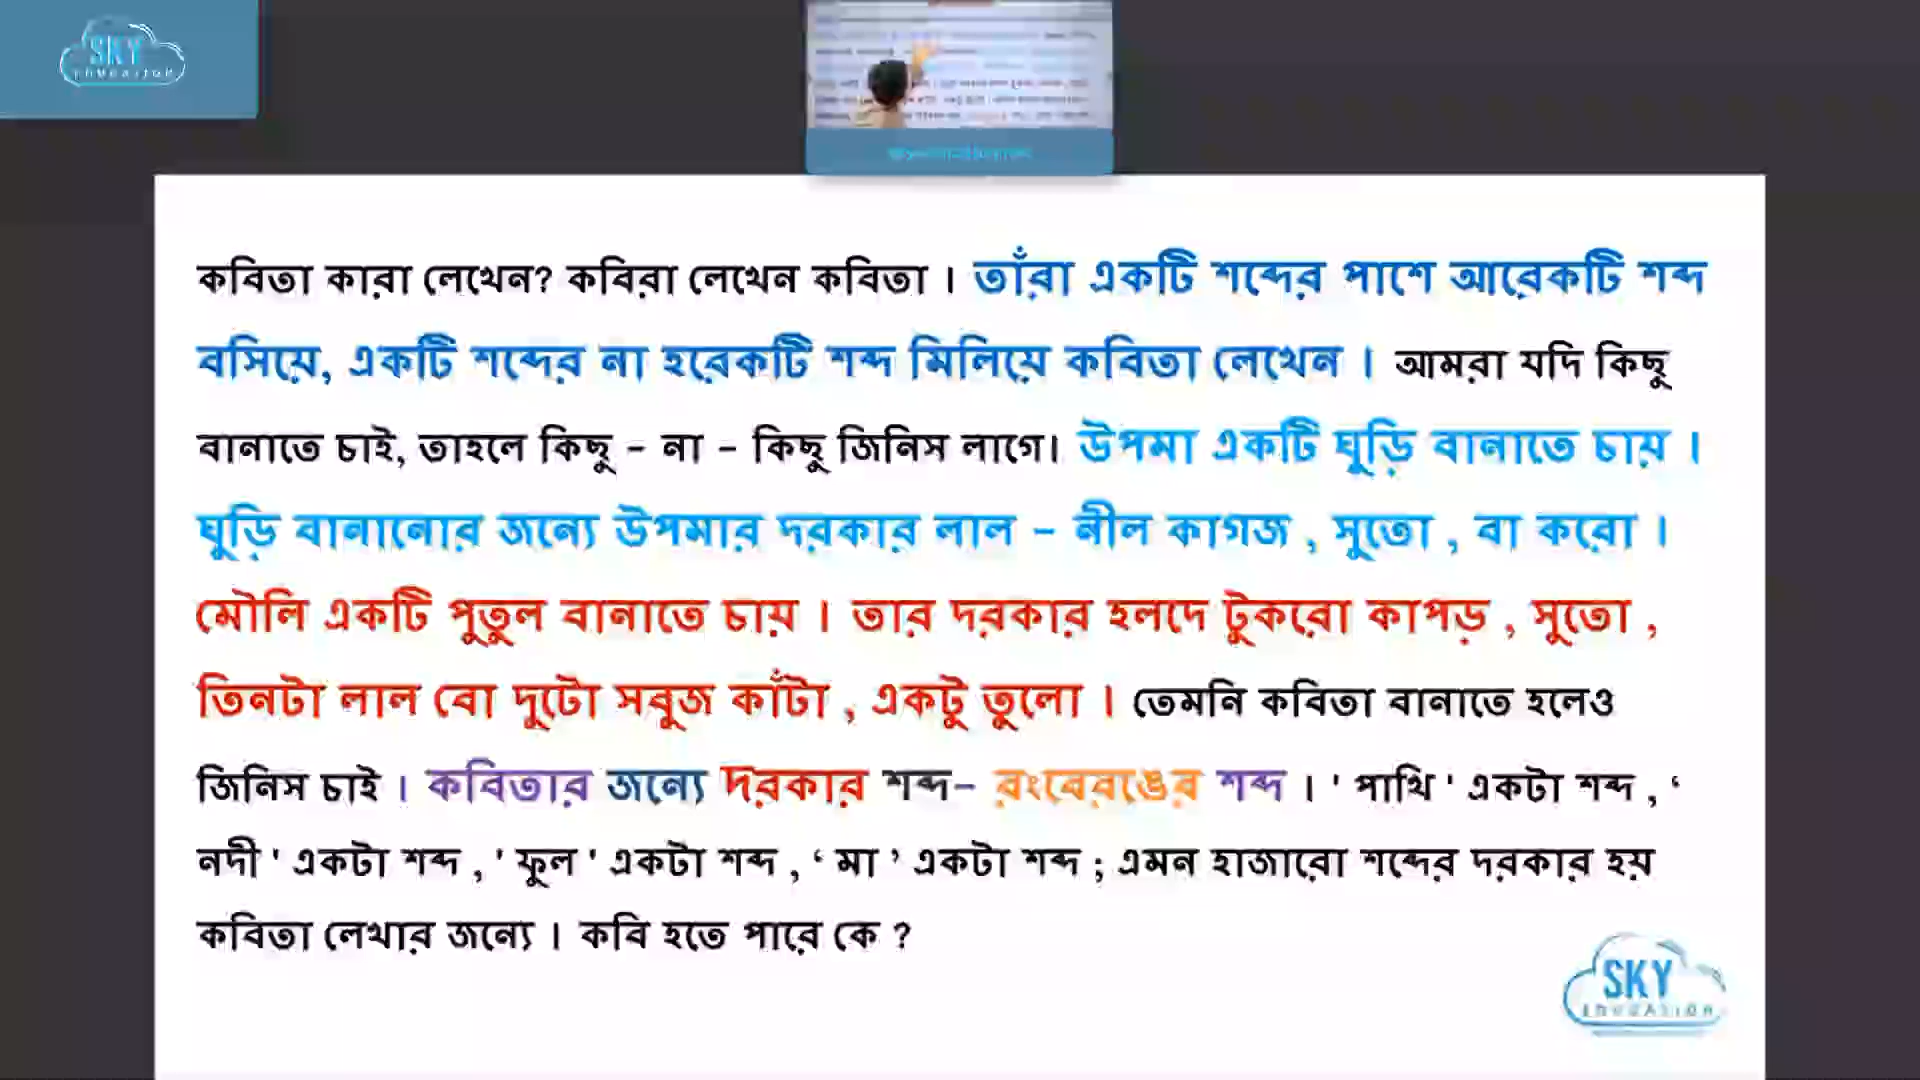 SKY
EDUCATION
কবিতা কারা লেখেন? কবিরা লেখেন কবিতা । তাঁরা একটি শব্দের পাশে আরেকটি শব্দ
বসিয়ে, একটি শব্দের না হরেকটি শব্দ মিলিয়ে কবিতা লেখেন । আমরা যদি কিছু
বানাতে চাই, তাহলে কিছু – না – কিছু জিনিস লাগে। উপমা একটি ঘুড়ি বানাতে চায় ।
ঘুড়ি বানানোর জন্যে উপমার দরকার লাল – নীল কাগজ , সুতো , বা করো ।
মৌলি একটি পুতুল বানাতে চায় । তার দরকার হলদে টুকরো কাপড় , সুতো ,
তিনটা লাল বো দুটো সবুজ কাঁটা , একটু তুলো । তেমনি কবিতা বানাতে হলেও
জিনিস চাই । কবিতার জন্যে দরকার শব্দ– রংবেরঙের শব্দ । ' পাখি ' একটা শব্দ , ‘
নদী ' একটা শব্দ , ' ফুল ' একটা শব্দ , ‘ মা ’ একটা শব্দ ; এমন হাজারো শব্দের দরকার হয়
কবিতা লেখার জন্যে । কবি হতে পারে কে ?
SKY
EDUCATION